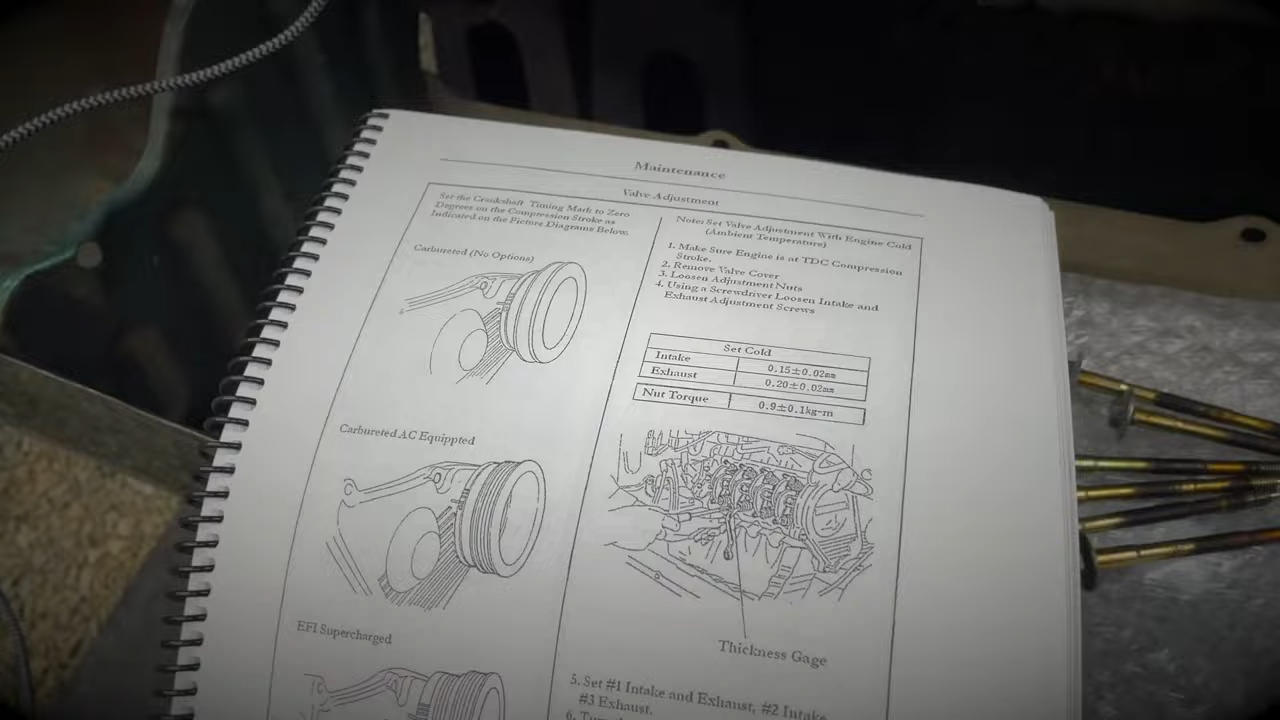 Maintenance
Valve Adjustment
Set the Crankshaft Timing Mark to Zero
Degrees on the Compression Stroke as
Indicated on the Picture Diagrams Below.
Carbureted (No Options)
Carbureted AC Equippted
EFI Supercharged
Note: Set Valve Adjustment With Engine Cold
(Ambient Temperature)
1. Make Sure Engine is at TDC Compression
Stroke.
2. Remove Valve Cover
3. Loosen Adjustment Nuts
4. Using a Screwdriver Loosen Intake and
Exhaust Adjustment Screws
Set Cold
Intake 0.15±0.02mm
Exhaust 0.20±0.02mm
Nut Torque 0.9±0.1kg-m
Thickness Gage
5. Set #1 Intake and Exhaust, #2 Intake
#3 Exhaust.
6.